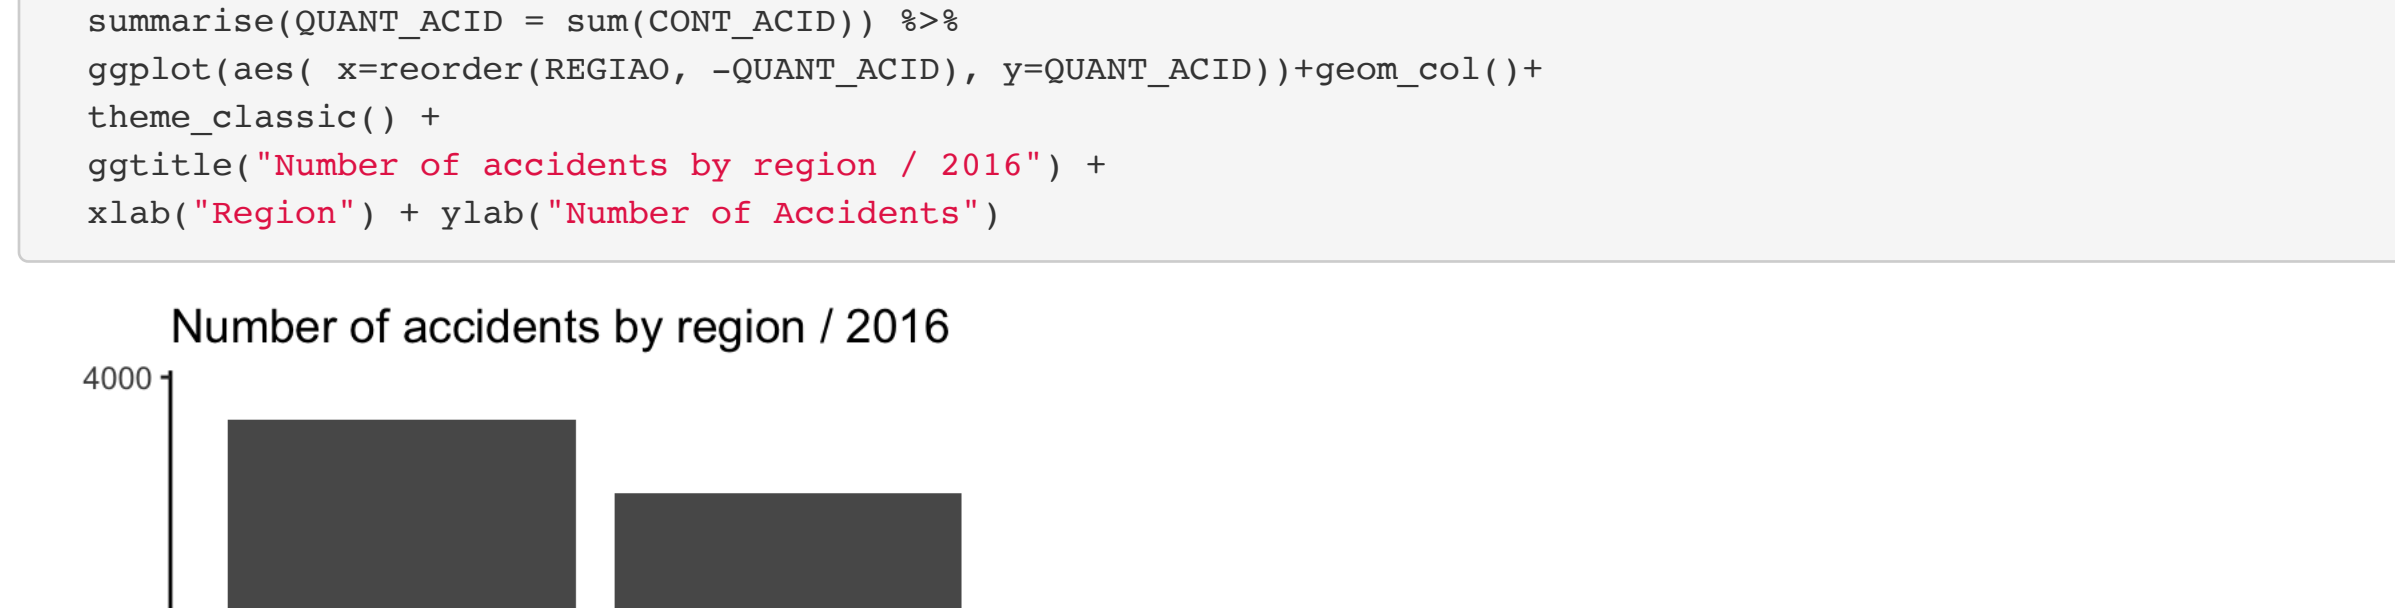 summarise(QUANT_ACID = sum(CONT_ACID)) %>%
ggplot(aes( x=reorder(REGIAO, -QUANT_ACID), y=QUANT_ACID))+geom_col()+
theme_classic() +
ggtitle("Number of accidents by region / 2016") +
xlab("Region") + ylab("Number of Accidents")
Number of accidents by region / 2016
4000